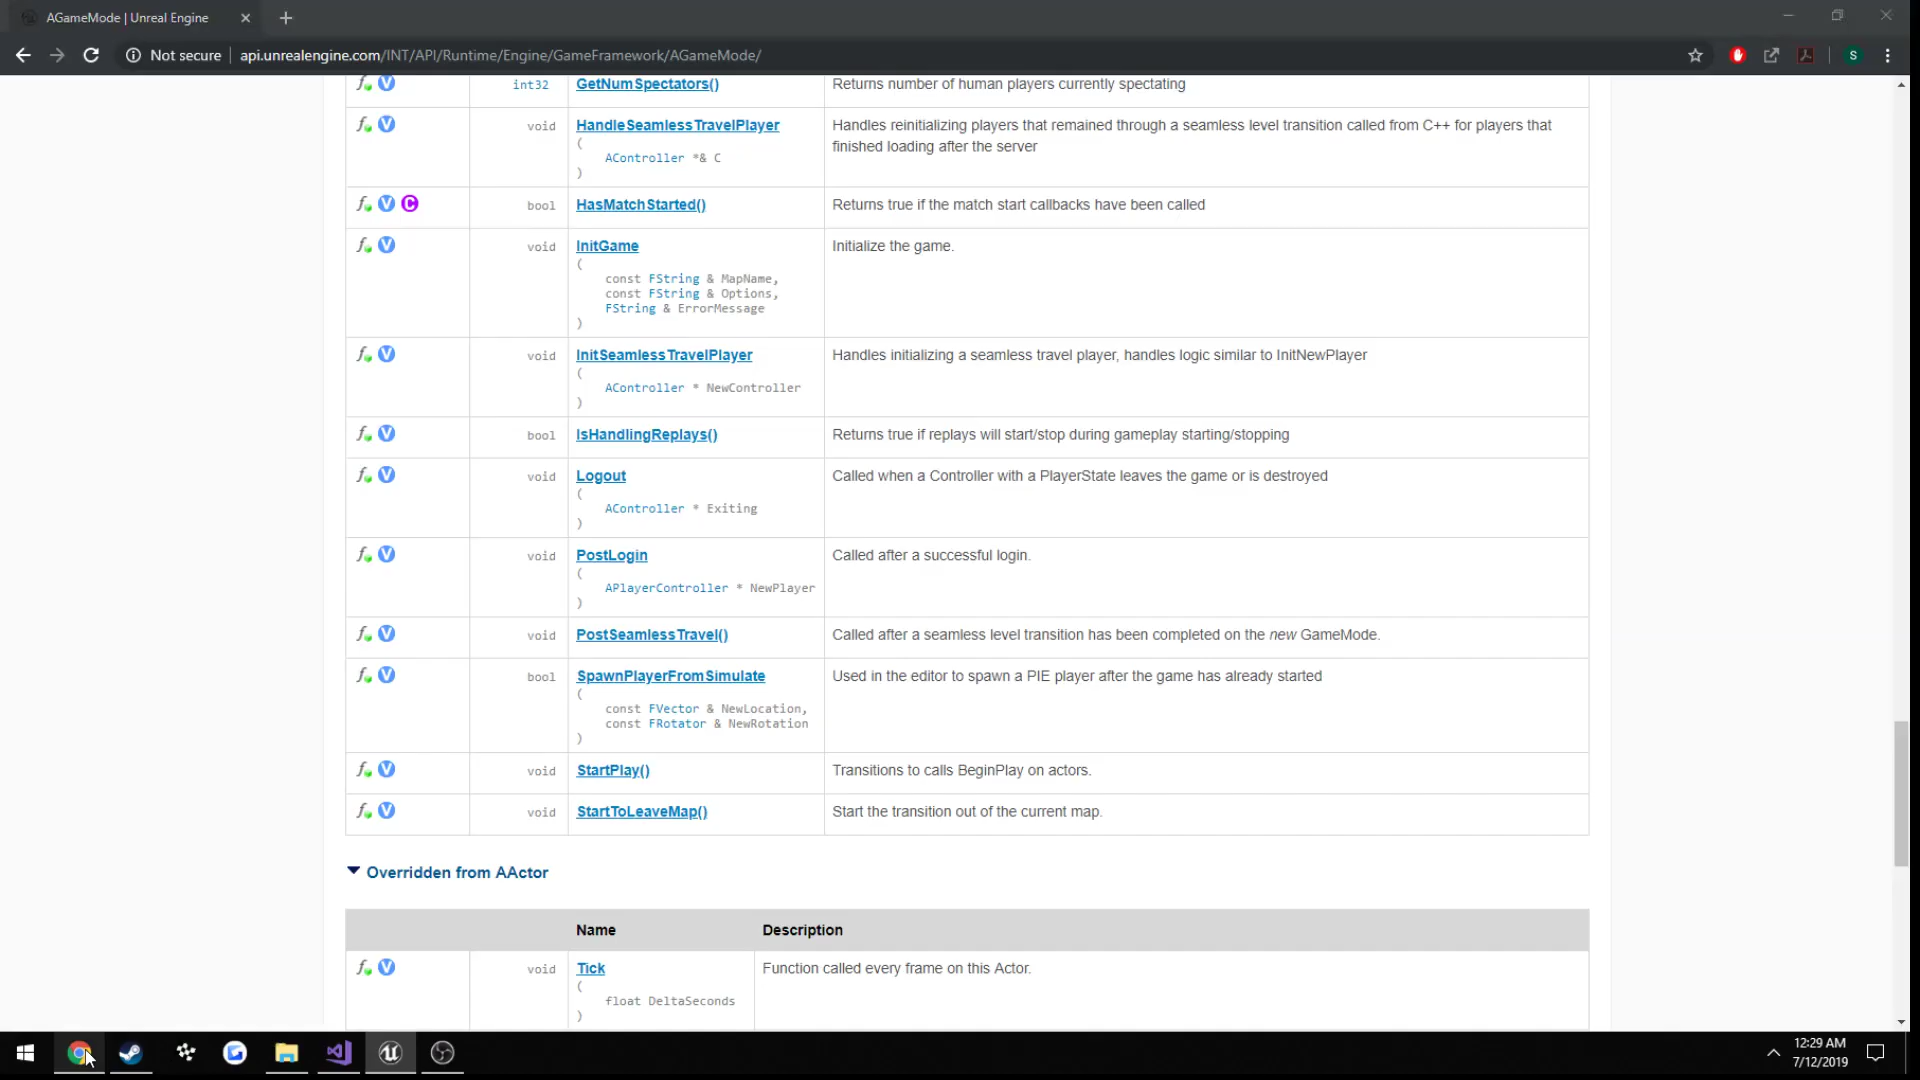 AGameMode | Unreal Engine
Not secure
api.unrealengine.com/INT/API/Runtime/Engine/GameFramework/AGameMode/
S
V
int32
GetNumSpectators()
Returns number of human players currently spectating
V
void
HandleSeamlessTravelPlayer
(
AController *& C
)
Handles reinitializing players that remained through a seamless level transition called from C++ for players that
finished loading after the server
V C
bool
HasMatchStarted()
Returns true if the match start callbacks have been called
V
void
InitGame
(
const FString & MapName,
const FString & Options,
FString & ErrorMessage
)
Initialize the game.
V
void
InitSeamlessTravelPlayer
(
AController * NewController
)
Handles initializing a seamless travel player, handles logic similar to InitNewPlayer
V
bool
IsHandlingReplays()
Returns true if replays will start/stop during gameplay starting/stopping
V
void
Logout
(
AController * Exiting
)
Called when a Controller with a PlayerState leaves the game or is destroyed
V
void
PostLogin
(
APlayerController * NewPlayer
)
Called after a successful login.
V
void
PostSeamlessTravel()
Called after a seamless level transition has been completed on the new GameMode.
V
bool
SpawnPlayerFromSimulate
(
const FVector & NewLocation,
const FRotator & NewRotation
)
Used in the editor to spawn a PIE player after the game has already started
V
void
StartPlay()
Transitions to calls BeginPlay on actors.
V
void
StartToLeaveMap()
Start the transition out of the current map.
Overridden from AActor
Name
Description
V
void
Tick
(
float DeltaSeconds
)
Function called every frame on this Actor.
12:29 AM
7/12/2019